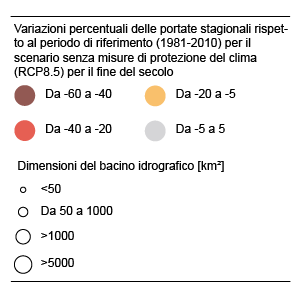 Variazioni percentuali delle portate stagionali rispet-
to al periodo di riferimento (1981-2010) per il
scenario senza misure di protezione del clima
(RCP8.5) per il fine del secolo
Da -60 a -40
Da -20 a -5
Da -40 a -20
Da -5 a 5
Dimensioni del bacino idrografico [km²]
<50
Da 50 a 1000
>1000
>5000